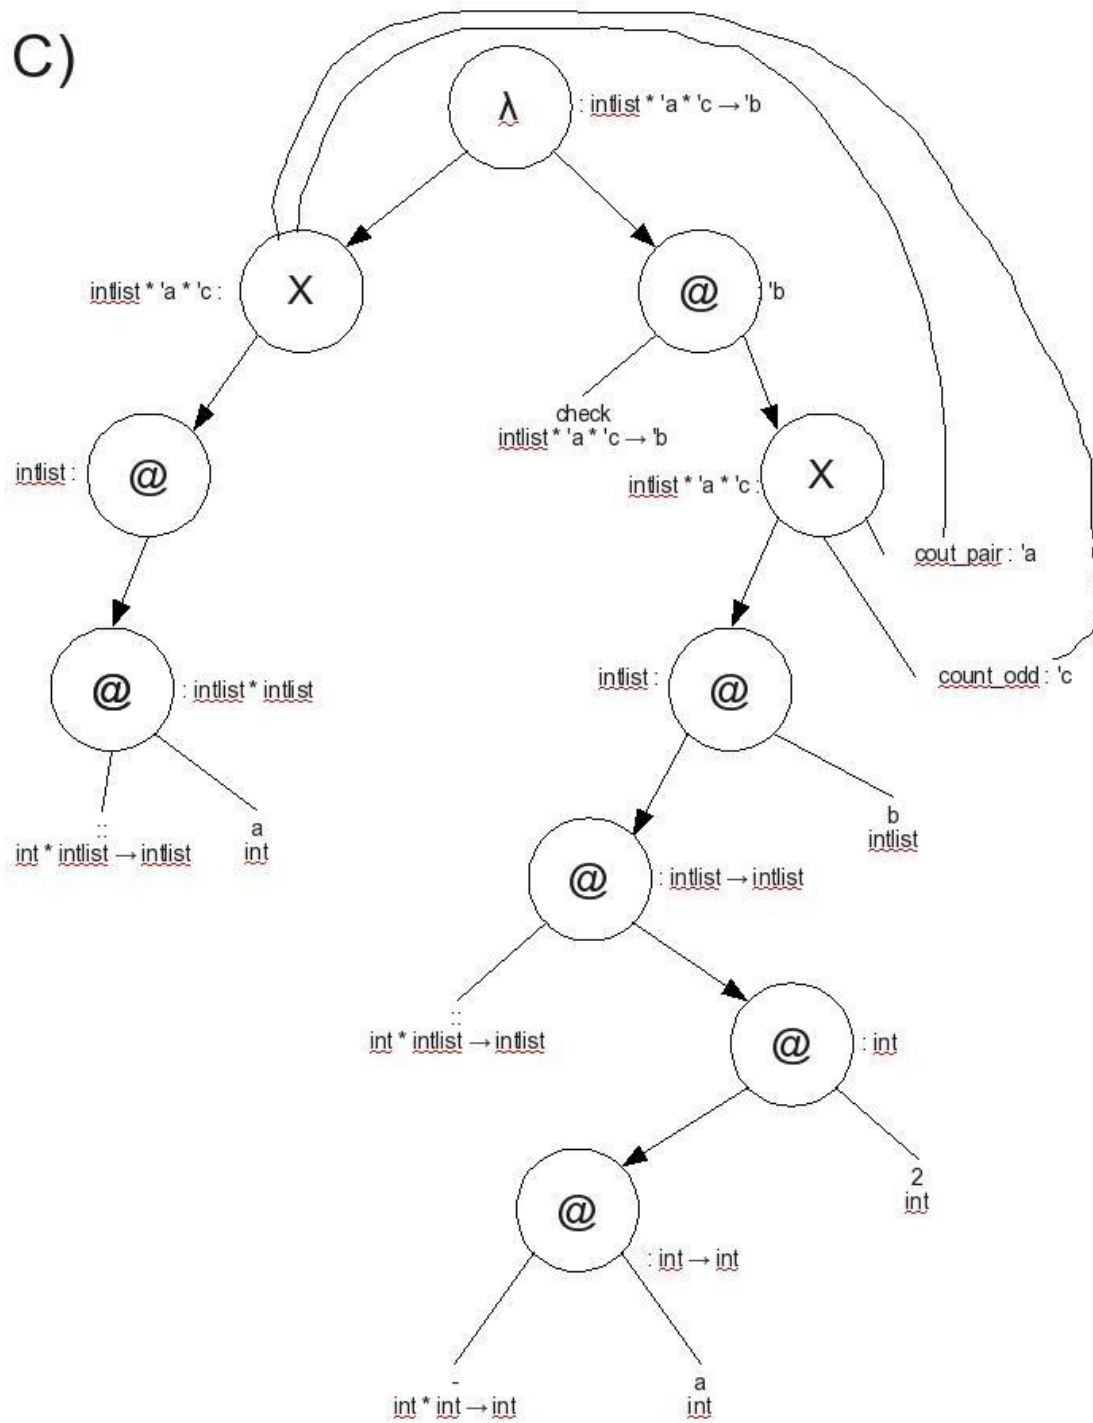 C)
λ
: intlist * 'a * 'c → 'b
intlist * 'a * 'c :
X
@
: 'b
check
intlist * 'a * 'c → 'b
intlist :
@
intlist * 'a * 'c :
X
cout_pair : 'a
@
: intlist * intlist
intlist :
@
count_odd : 'c
::
int * intlist → intlist
a
int
b
intlist
@
: intlist → intlist
::
int * intlist → intlist
@
: int
@
: int → int
2
int
-
int * int → int
a
int